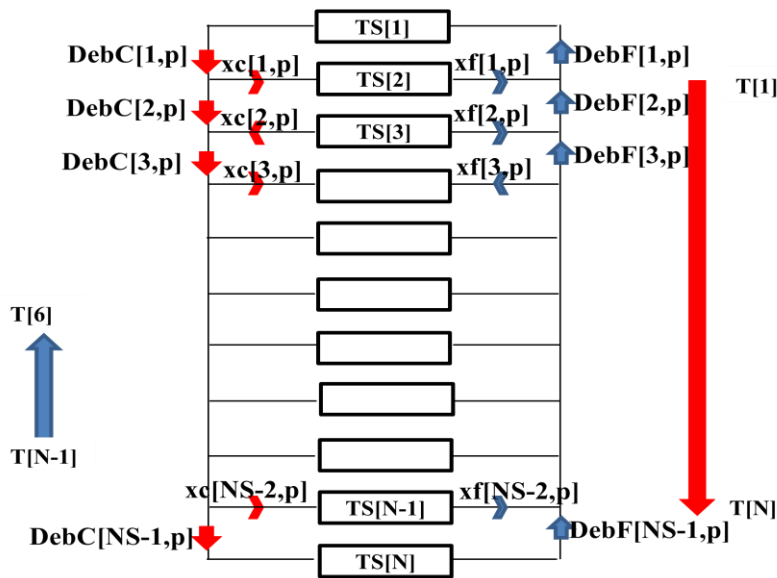 TS[1]
DebC[1,p]
DebF[1,p]
xc[1,p]
TS[2]
xf[1,p]
T[1]
DebC[2,p]
DebF[2,p]
xc[2,p]
TS[3]
xf[2,p]
DebC[3,p]
DebF[3,p]
xc[3,p]
xf[3,p]
T[6]
T[N-1]
xc[NS-2,p]
TS[N-1]
xf[NS-2,p]
T[N]
DebC[NS-1,p]
DebF[NS-1,p]
TS[N]